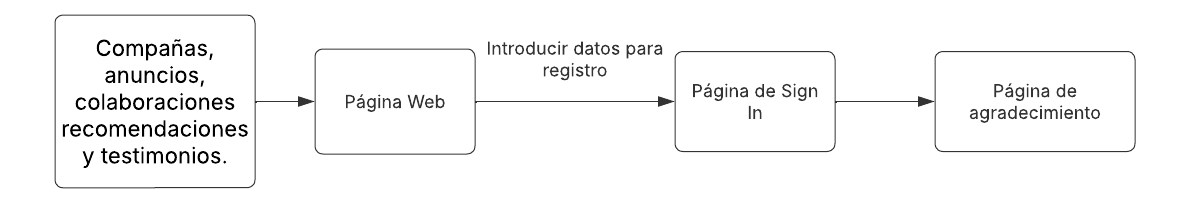 Compañas,
anuncios,
colaboraciones
recomendaciones
y testimonios.
Página Web
Introducir datos para
registro
Página de Sign
In
Página de
agradecimiento